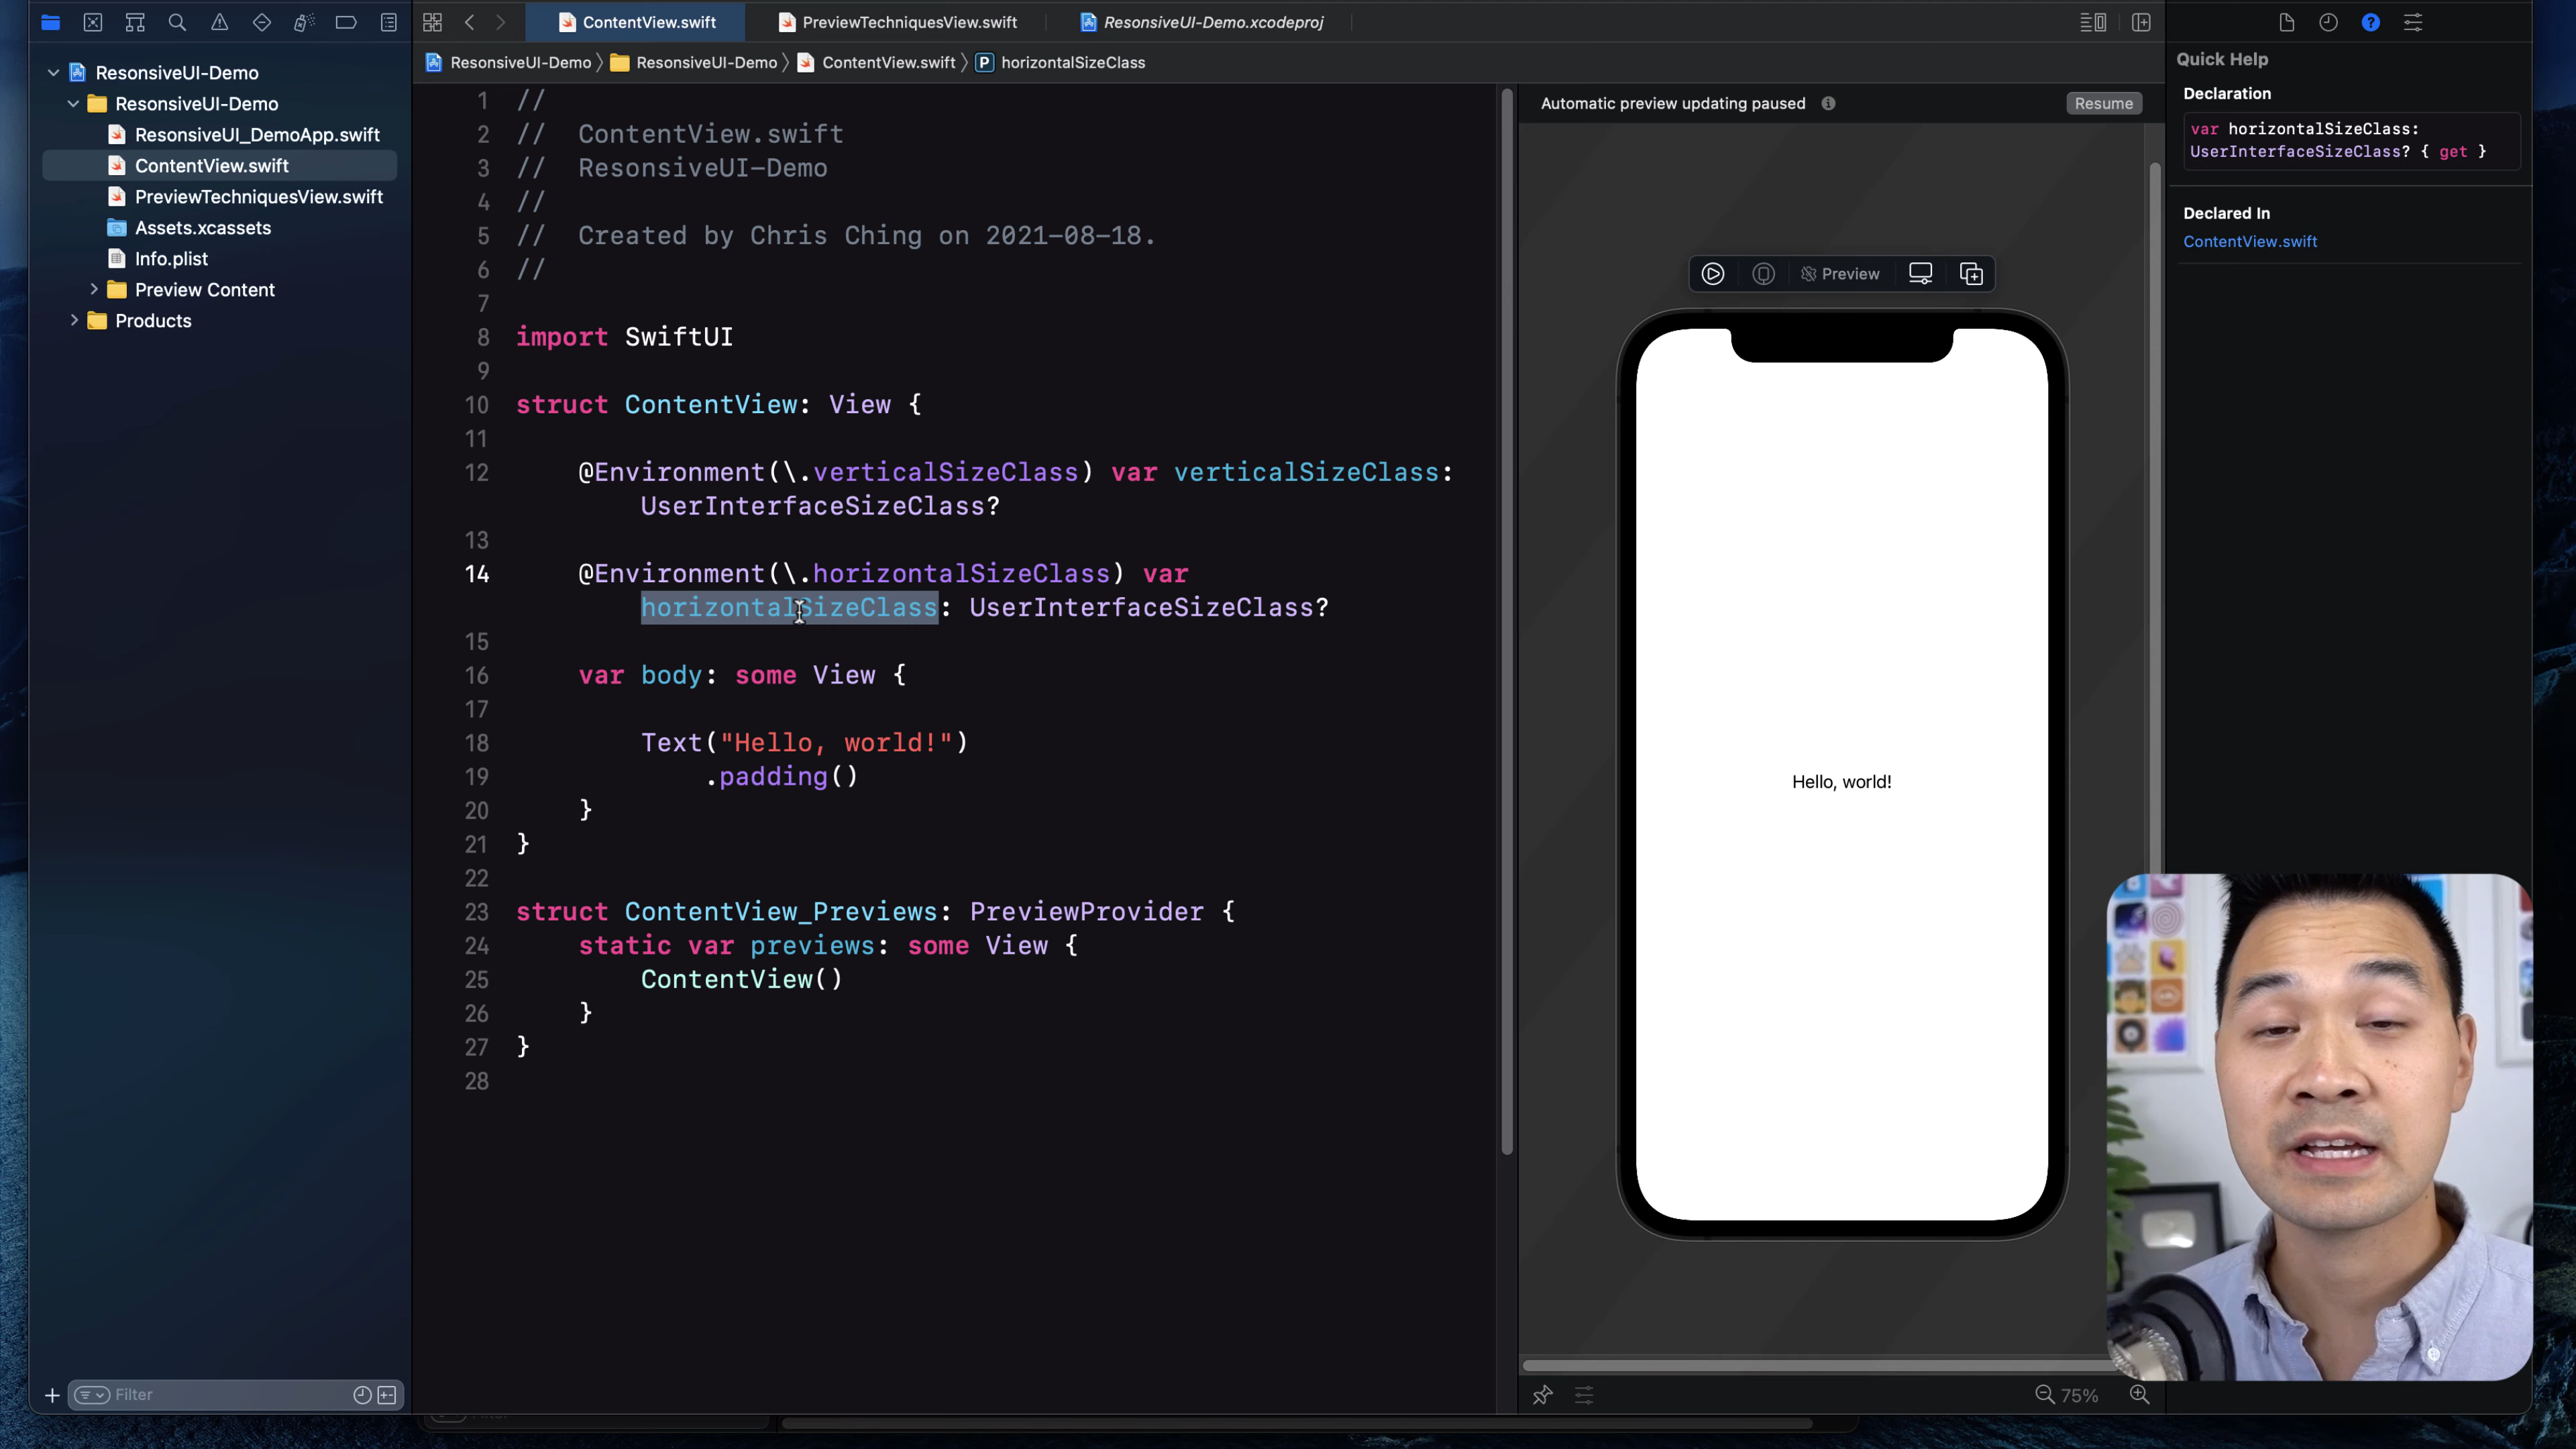 ContentView.swift
PreviewTechniquesView.swift
ResonsiveUI-Demo.xcodeproj
ResonsiveUI-Demo
ResonsiveUI-Demo
ContentView.swift
P horizontalSizeClass
ResonsiveUI-Demo
ResonsiveUI-Demo
ResonsiveUI_DemoApp.swift
ContentView.swift
PreviewTechniquesView.swift
Assets.xcassets
Info.plist
Preview Content
Products
Filter
1 //
2 //  ContentView.swift
3 //  ResonsiveUI-Demo
4 //
5 //  Created by Chris Ching on 2021-08-18.
6 //
7
8 import SwiftUI
9
10 struct ContentView: View {
11
12     @Environment(\.verticalSizeClass) var verticalSizeClass:
UserInterfaceSizeClass?
13
14     @Environment(\.horizontalSizeClass) var
horizontalSizeClass: UserInterfaceSizeClass?
15
16     var body: some View {
17
18         Text("Hello, world!")
19             .padding()
20     }
21 }
22
23 struct ContentView_Previews: PreviewProvider {
24     static var previews: some View {
25         ContentView()
26     }
27 }
28
Automatic preview updating paused
Resume
Preview
Hello, world!
75%
Quick Help
Declaration
var horizontalSizeClass:
UserInterfaceSizeClass? { get }
Declared In
ContentView.swift